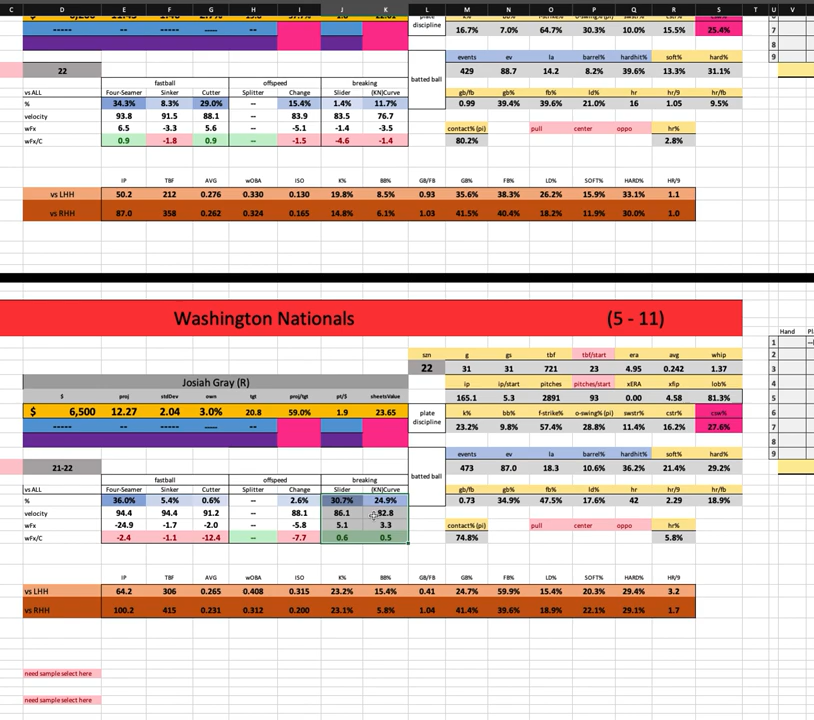 C D E F G H I J K L M N O P Q R S T U V
plate discipline
16.7% 7.0% 64.7% 30.3% 10.0% 15.5% 25.4% 7
----- -- -- -----
8
events ev la barrel% hardhit% soft% hard% 9
22 429 88.7 14.2 8.2% 39.6% 13.3% 31.1%
fastball offspeed breaking batted ball
vs ALL Four-Seamer Sinker Cutter Splitter Change Slider (KN)Curve gb/fb gb% fb% ld% hr hr/9 hr/fb
% 34.3% 8.3% 29.0% -- 15.4% 1.4% 11.7% 0.99 39.4% 39.6% 21.0% 16 1.05 9.5%
velocity 93.8 91.5 88.1 83.9 83.5 76.7
wFx 6.5 -3.3 5.6 -5.1 -1.4 -3.5 contact% (pi) pull center oppo hr%
wFx/C 0.9 -1.8 0.9 -- -1.5 -4.6 -1.4 80.2% 2.8%
IP TBF AVG wOBA ISO K% BB% GB/FB GB% FB% LD% SOFT% HARD% HR/9
vs LHH 50.2 212 0.276 0.330 0.130 19.8% 8.5% 0.93 35.6% 38.3% 26.2% 15.9% 33.1% 1.1
vs RHH 87.0 358 0.262 0.324 0.165 14.8% 6.1% 1.03 41.5% 40.4% 18.2% 11.9% 30.0% 1.0
Washington Nationals (5 - 11)
Hand
1
sm g gs tbf tbf/start era avg whip 2
22 31 31 721 23 4.95 0.242 1.37 3
Josiah Gray (R) ip ip/start pitches pitches/start xERA xfip lob% 4
$ proj stdDev own tgt proj/tgt pt/$ sheetsValue 165.1 5.3 2891 93 0.00 4.58 81.3% 5
$ 6,500 12.27 2.04 3.0% 20.8 59.0% 1.9 23.65 plate discipline k% bb% f-strike% o-swing% (pi) swstr% cstr% csw% 6
----- -- -- ----- 23.2% 9.8% 57.4% 28.8% 11.4% 16.2% 27.6% 7
8
events ev la barrel% hardhit% soft% hard% 9
21-22 473 87.0 18.3 10.6% 36.2% 21.4% 29.2%
fastball offspeed breaking batted ball
vs ALL Four-Seamer Sinker Cutter Splitter Change Slider (KN)Curve gb/fb gb% fb% ld% hr hr/9 hr/fb
% 36.0% 5.4% 0.6% -- 2.6% 30.7% 24.9% 0.73 34.9% 47.5% 17.6% 42 2.29 18.9%
velocity 94.4 94.4 91.2 88.1 86.1 82.8
wFx -24.9 -1.7 -2.0 -5.8 5.1 3.3 contact% (pi) pull center oppo hr%
wFx/C -2.4 -1.1 -12.4 -- -7.7 0.6 0.5 74.8% 5.8%
IP TBF AVG wOBA ISO K% BB% GB/FB GB% FB% LD% SOFT% HARD% HR/9
vs LHH 64.2 306 0.265 0.408 0.315 23.2% 15.4% 0.41 24.7% 59.9% 15.4% 20.3% 29.4% 3.2
vs RHH 100.2 415 0.231 0.312 0.200 23.1% 5.8% 1.04 41.4% 39.6% 18.9% 22.1% 29.1% 1.7
need sample select here
need sample select here